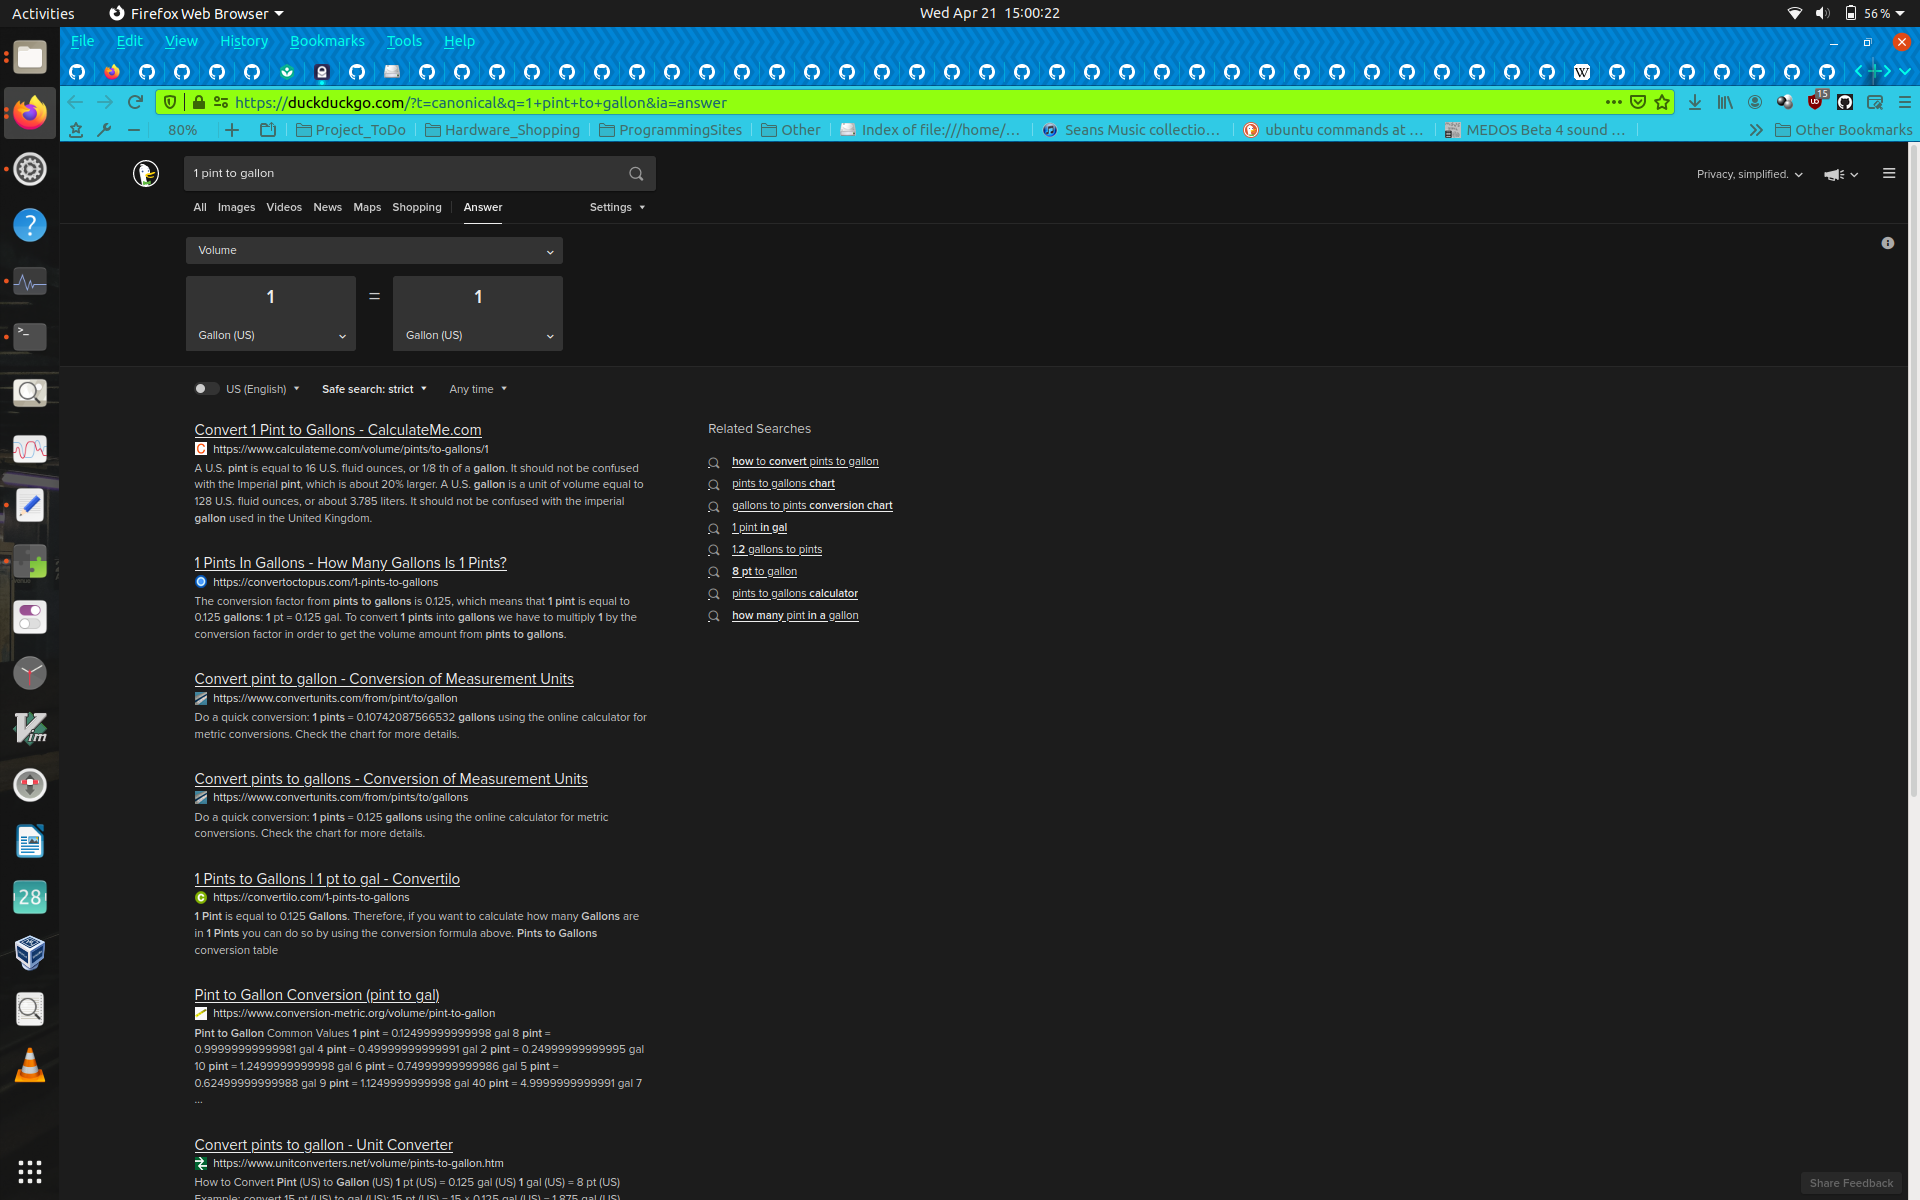 Activities
Firefox Web Browser
Wed Apr 21  15:00:22
56 %
File Edit View History Bookmarks Tools Help
W
https://duckduckgo.com/?t=canonical&q=1+pint+to+gallon&ia=answer
15
80%
Project_ToDo
Hardware_Shopping
ProgrammingSites
Other
Index of file:///home/…
Seans Music collectio…
ubuntu commands at …
MEDOS Beta 4 sound …
Other Bookmarks
1 pint to gallon
Privacy, simplified.
All Images Videos News Maps Shopping Answer Settings
Volume
1 = 1
Gallon (US) Gallon (US)
US (English) Safe search: strict Any time
Convert 1 Pint to Gallons - CalculateMe.com
https://www.calculateme.com/volume/pints/to-gallons/1
A U.S. pint is equal to 16 U.S. fluid ounces, or 1/8 th of a gallon. It should not be confused
with the Imperial pint, which is about 20% larger. A U.S. gallon is a unit of volume equal to
128 U.S. fluid ounces, or about 3.785 liters. It should not be confused with the imperial
gallon used in the United Kingdom.
1 Pints In Gallons - How Many Gallons Is 1 Pints?
https://convertoctopus.com/1-pints-to-gallons
The conversion factor from pints to gallons is 0.125, which means that 1 pint is equal to
0.125 gallons: 1 pt = 0.125 gal. To convert 1 pints into gallons we have to multiply 1 by the
conversion factor in order to get the volume amount from pints to gallons.
Convert pint to gallon - Conversion of Measurement Units
https://www.convertunits.com/from/pint/to/gallon
Do a quick conversion: 1 pints = 0.10742087566532 gallons using the online calculator for
metric conversions. Check the chart for more details.
Convert pints to gallons - Conversion of Measurement Units
https://www.convertunits.com/from/pints/to/gallons
Do a quick conversion: 1 pints = 0.125 gallons using the online calculator for metric
conversions. Check the chart for more details.
1 Pints to Gallons | 1 pt to gal - Convertilo
https://convertilo.com/1-pints-to-gallons
1 Pint is equal to 0.125 Gallons. Therefore, if you want to calculate how many Gallons are
in 1 Pints you can do so by using the conversion formula above. Pints to Gallons
conversion table
Pint to Gallon Conversion (pint to gal)
https://www.conversion-metric.org/volume/pint-to-gallon
Pint to Gallon Common Values 1 pint = 0.12499999999998 gal 8 pint =
0.99999999999981 gal 4 pint = 0.49999999999991 gal 2 pint = 0.24999999999995 gal
10 pint = 1.2499999999998 gal 6 pint = 0.74999999999986 gal 5 pint =
0.62499999999988 gal 9 pint = 1.1249999999998 gal 40 pint = 4.9999999999991 gal 7
...
Convert pints to gallon - Unit Converter
https://www.unitconverters.net/volume/pints-to-gallon.htm
How to Convert Pint (US) to Gallon (US) 1 pt (US) = 0.125 gal (US) 1 gal (US) = 8 pt (US)
Example: convert 15 pt (US) to gal (US): 15 pt (US) = 15 × 0.125 gal (US) = 1.875 gal (US)
Related Searches
how to convert pints to gallon
pints to gallons chart
gallons to pints conversion chart
1 pint in gal
1.2 gallons to pints
8 pt to gallon
pints to gallons calculator
how many pint in a gallon
Share Feedback
28
Vim